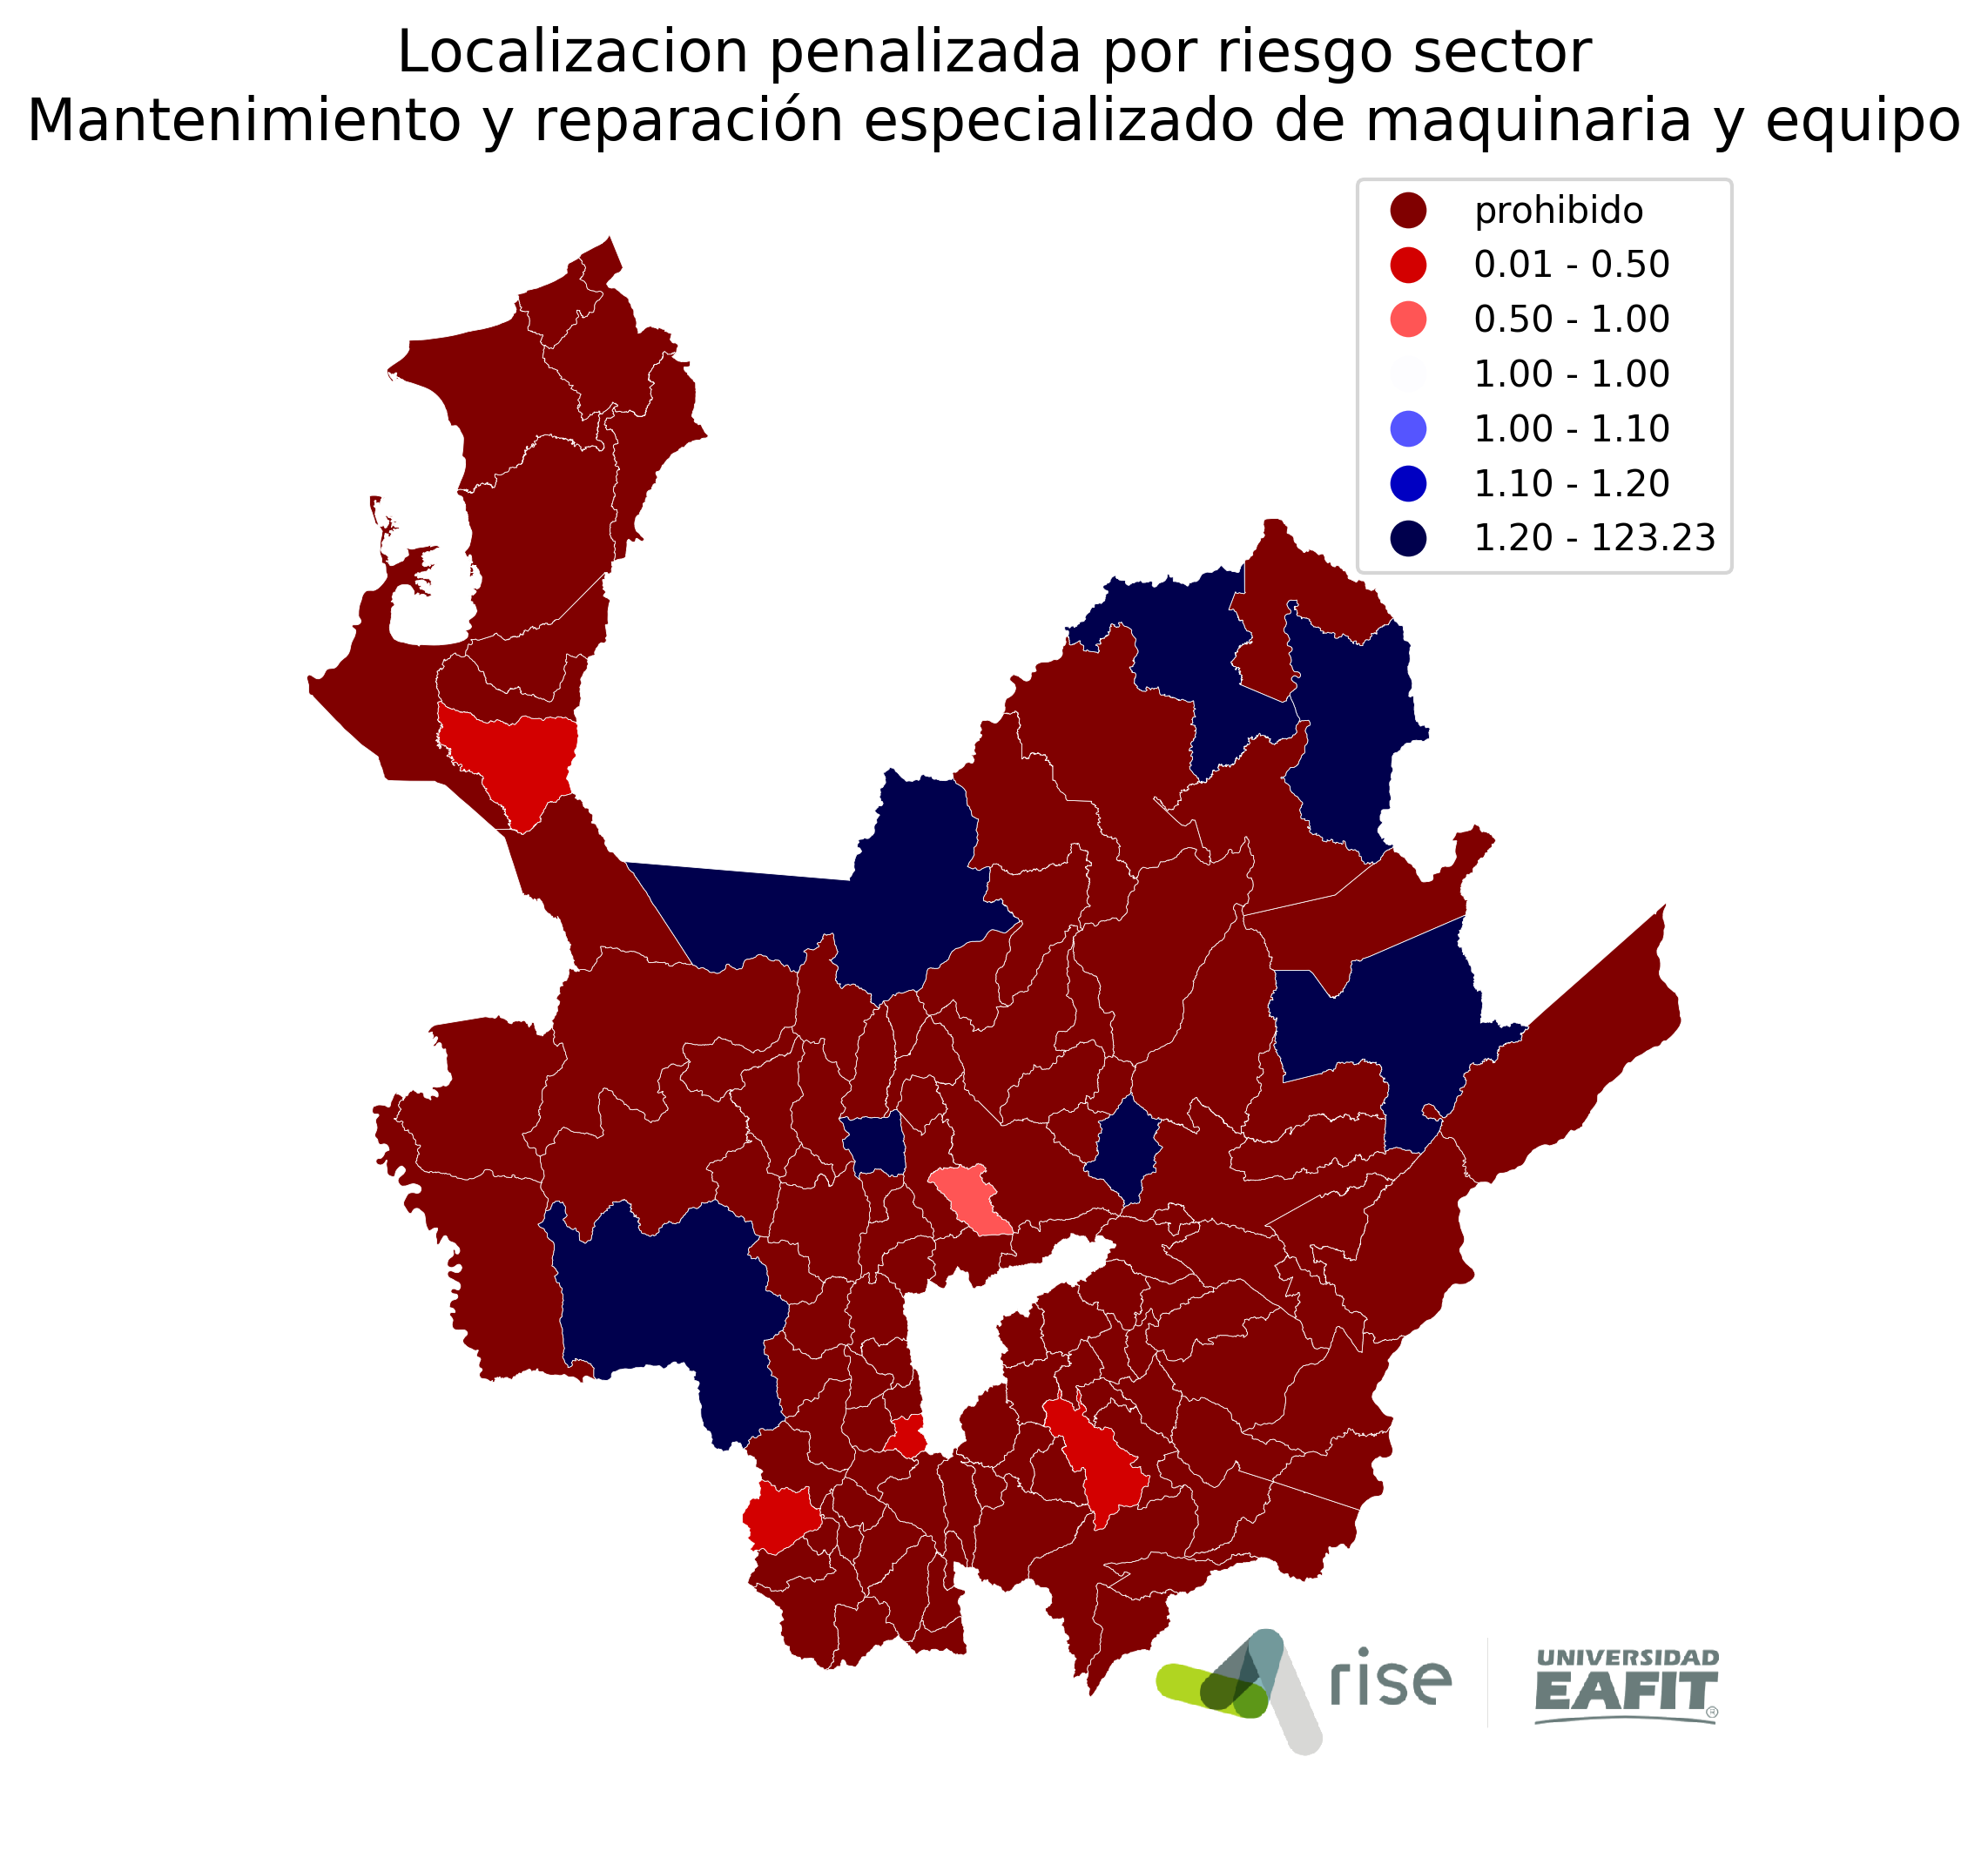 Localizacion penalizada por riesgo sector
Mantenimiento y reparación especializado de maquinaria y equipo
prohibido
0.01 - 0.50
0.50 - 1.00
1.00 - 1.00
1.00 - 1.10
1.10 - 1.20
1.20 - 123.23
rise
UNIVERSIDAD
EAFIT®